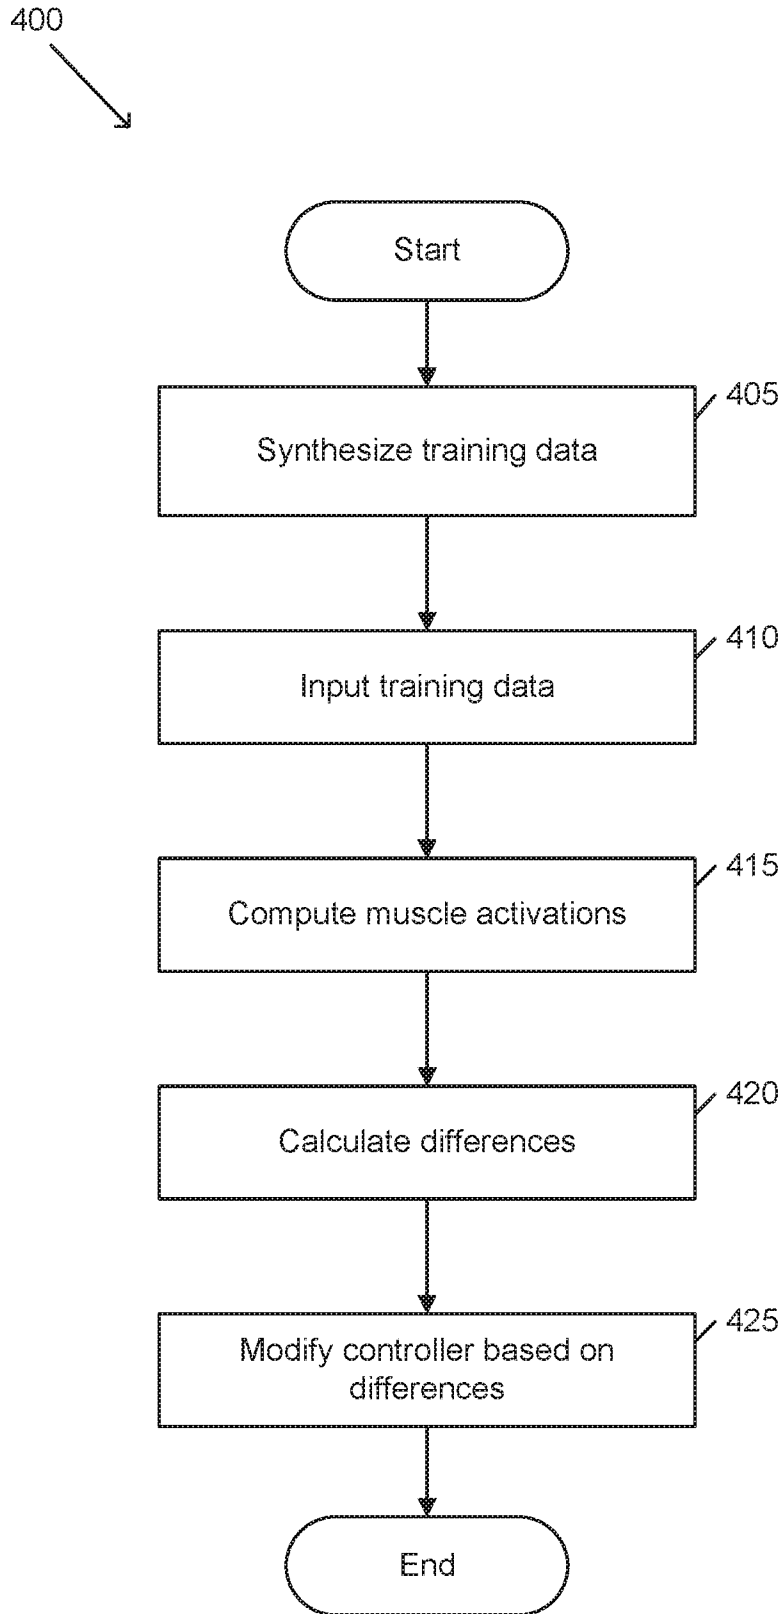 400
Start
405
Synthesize training data
410
Input training data
415
Compute muscle activations
420
Calculate differences
425
Modify controller based on
differences
End